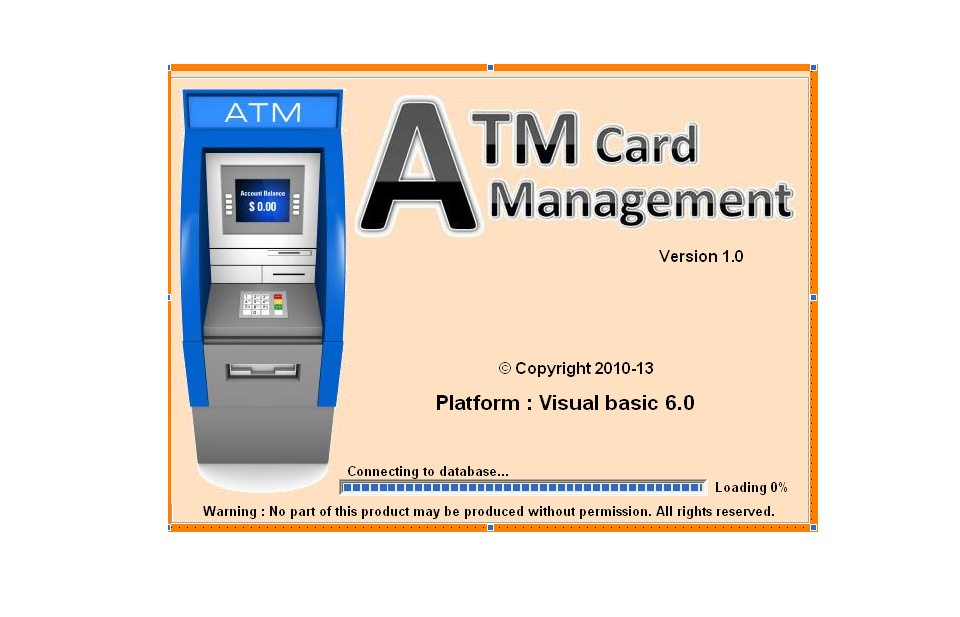 ATM
Account Balance
$ 0.00
ATM Card
Management
Version 1.0
© Copyright 2010-13
Platform : Visual basic 6.0
Connecting to database...
Loading 0%
Warning : No part of this product may be produced without permission. All rights reserved.